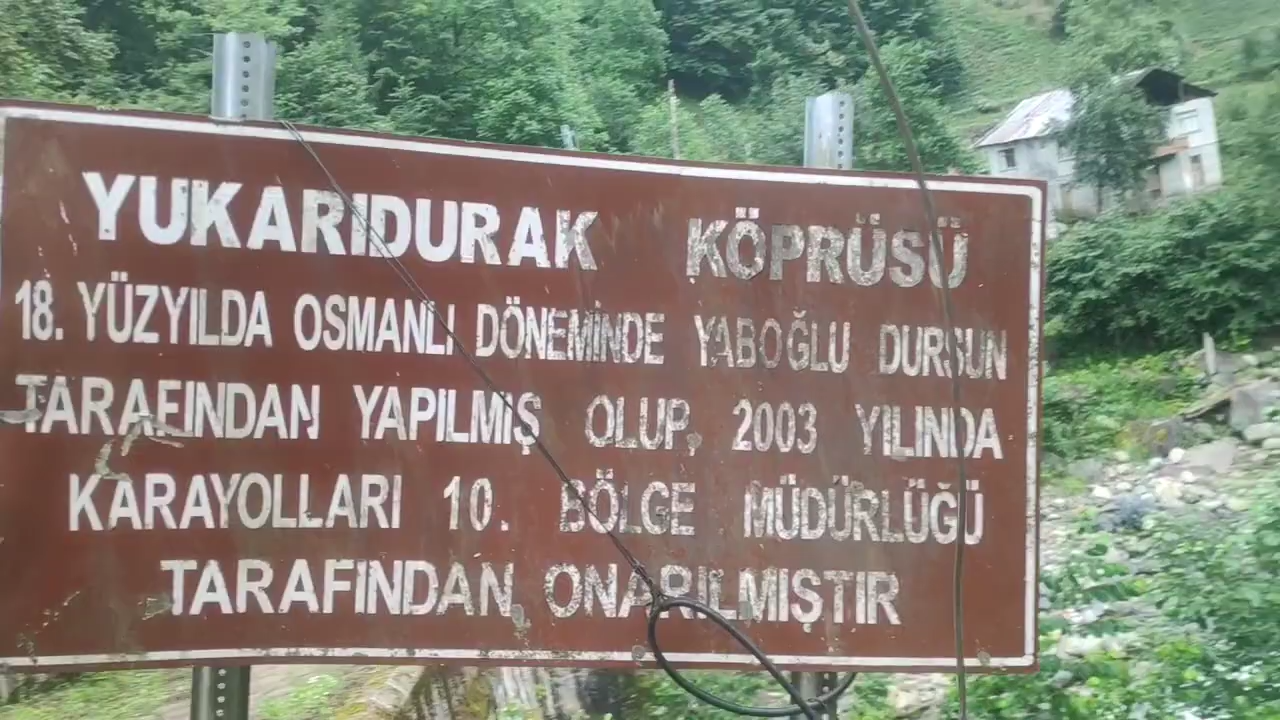 YUKARIDURAK KÖPRÜSÜ
18. YÜZYILDA OSMANLI DÖNEMİNDE YABOĞLU DURSUN
TARAFINDAN YAPILMIŞ OLUP, 2003 YILINDA
KARAYOLLARI 10. BÖLGE MÜDÜRLÜĞÜ
TARAFINDAN ONARILMIŞTIR